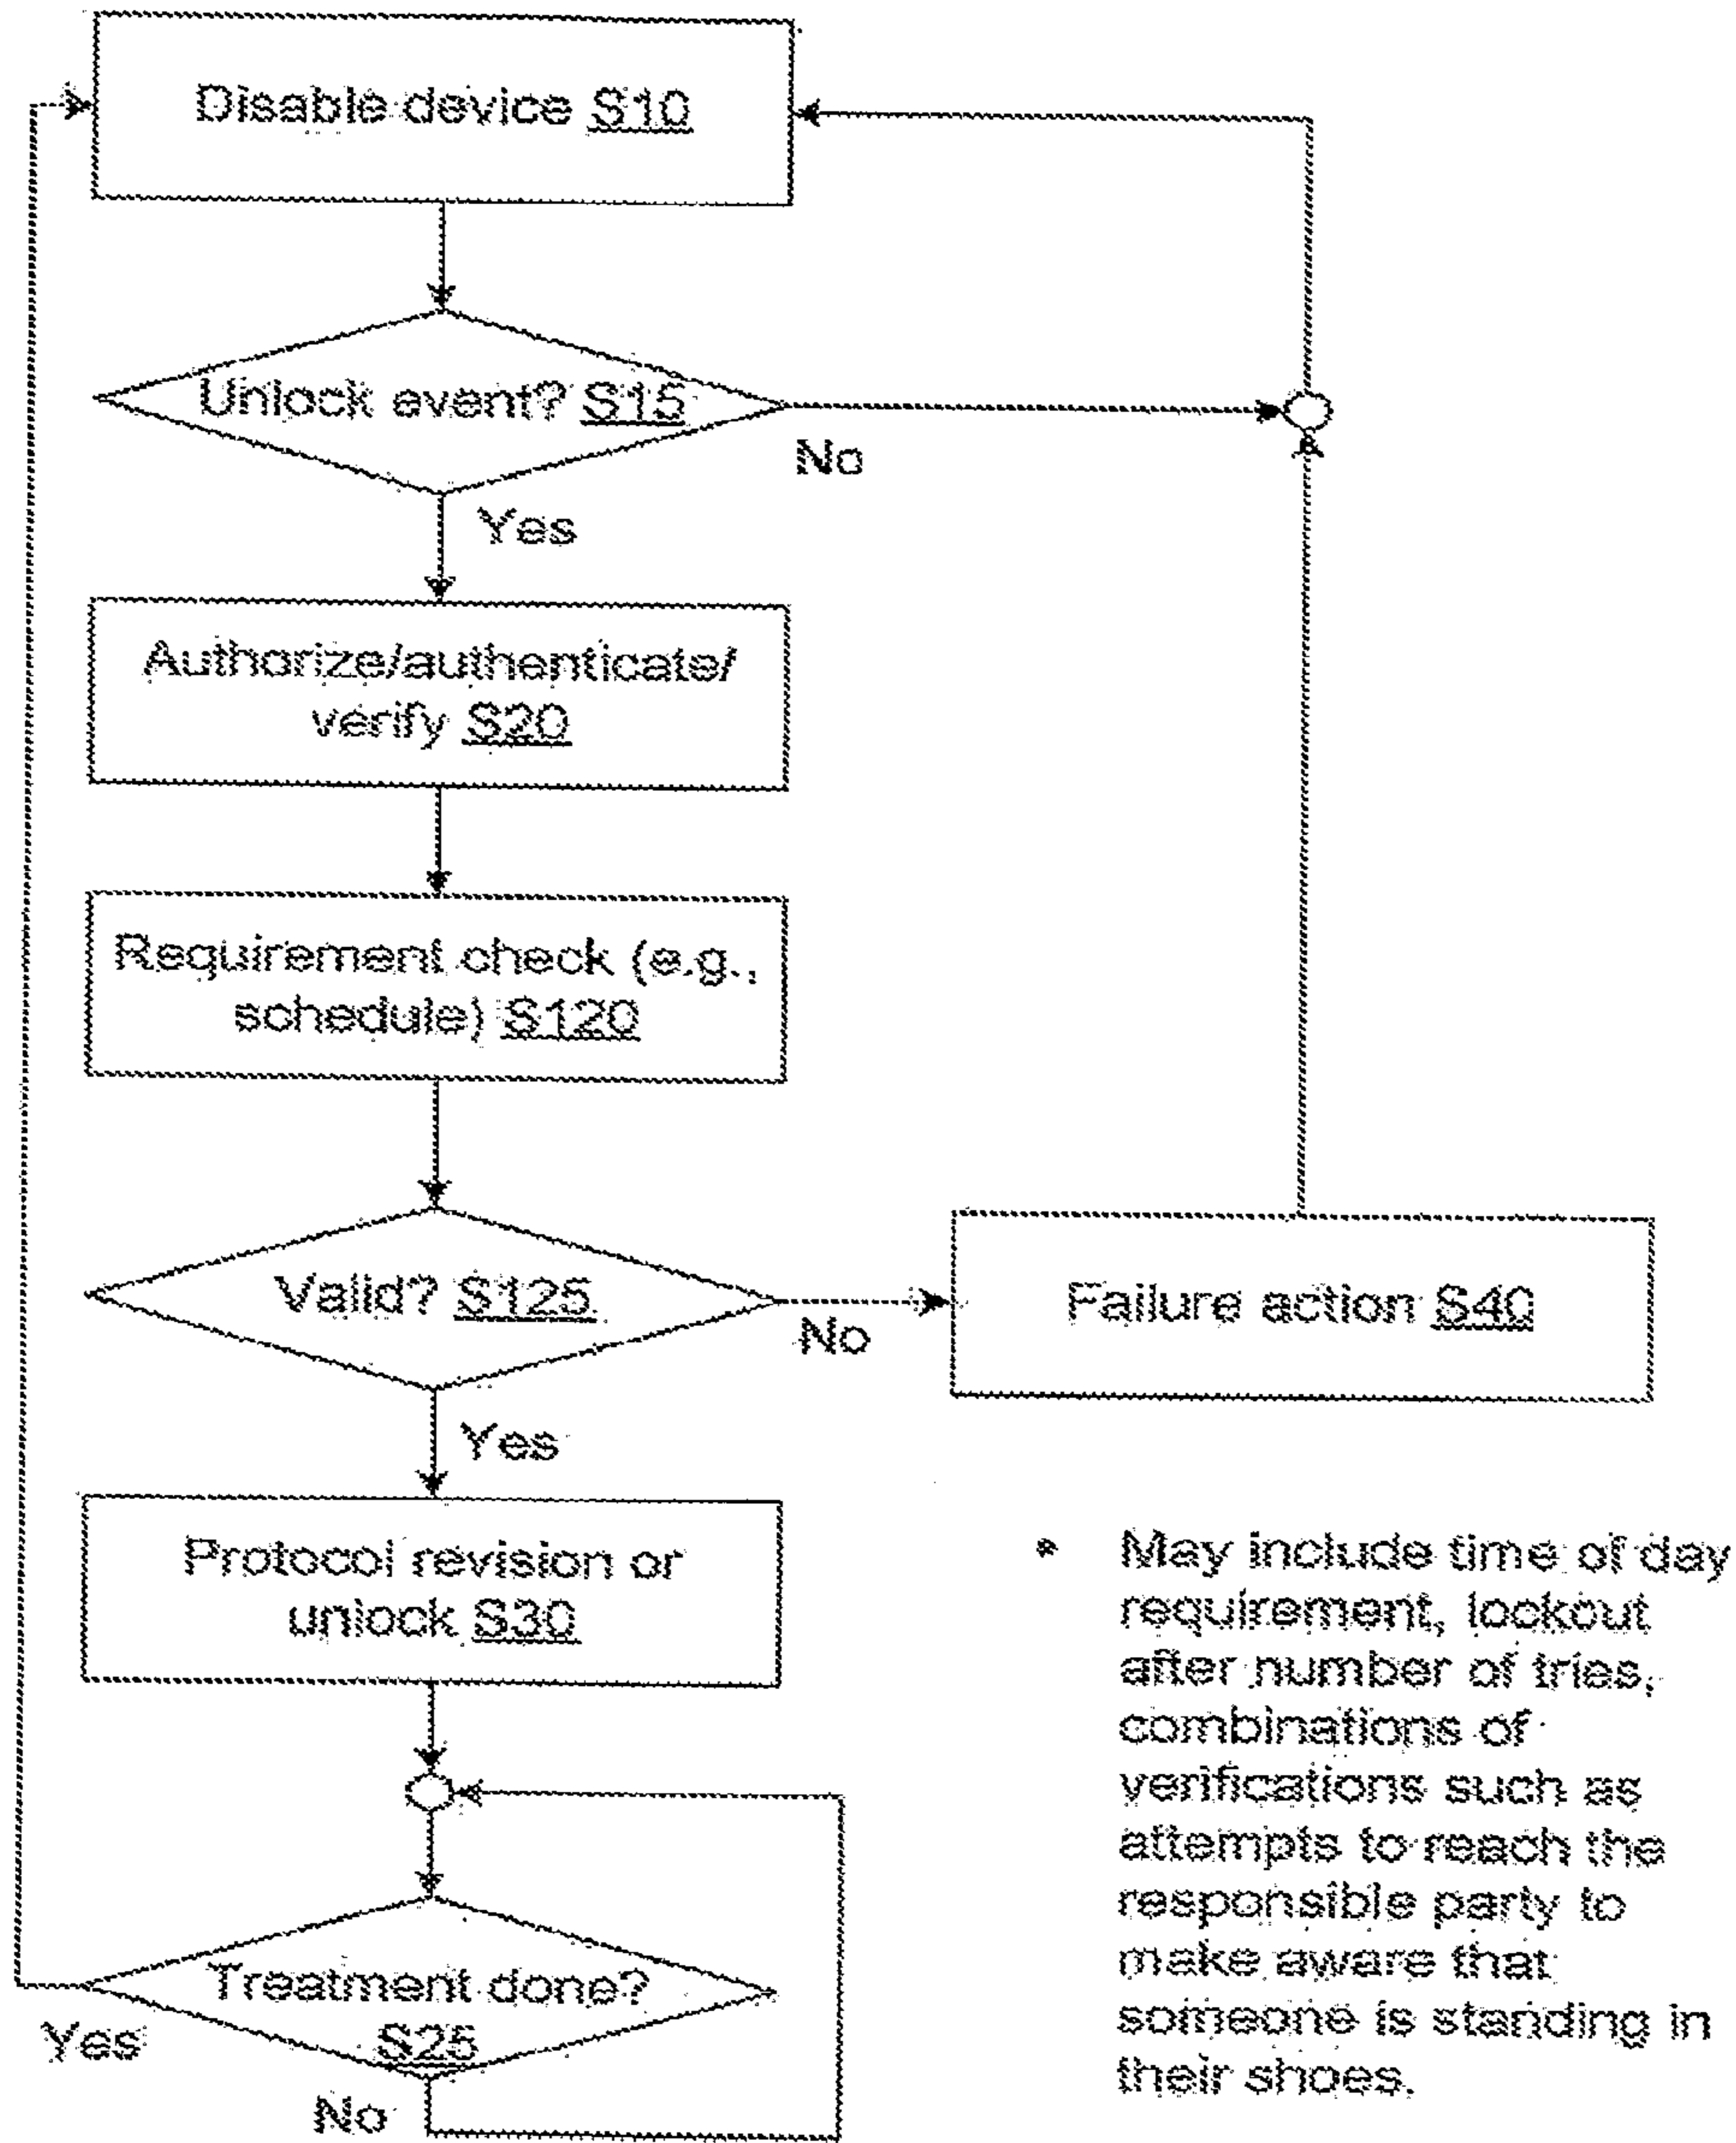 Disable device S10
Unlock event? S15
No
Yes
Authorize/authenticate/
verify S20
Requirement check (e.g.,
schedule) S120
Valid? S125
No
Failure action S40
Yes
Protocol revision or
unlock S30
Treatment done?
S25
Yes
No
• May include time of day
requirement, lockout
after number of tries,
combinations of
verifications such as
attempts to reach the
responsible party to
make aware that
someone is standing in
their shoes.